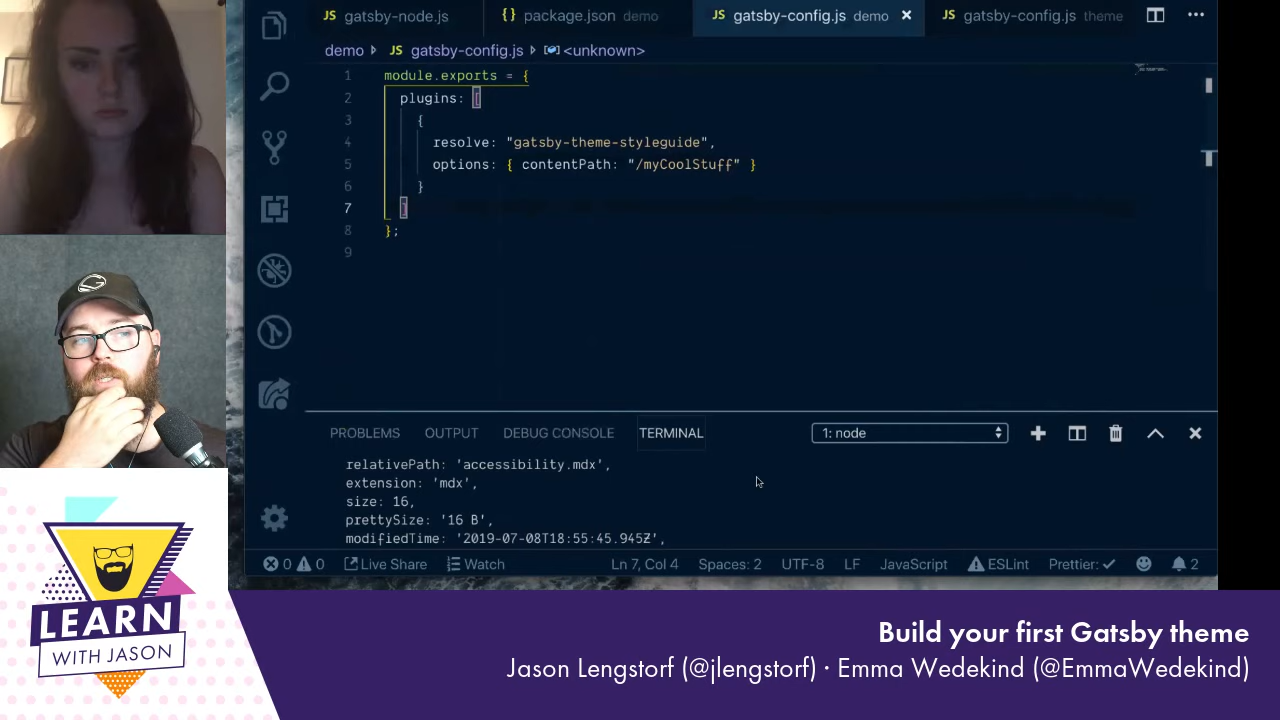 JS gatsby-node.js
{} package.json demo
JS gatsby-config.js demo
JS gatsby-config.js theme
demo JS gatsby-config.js <unknown>
1 module.exports = {
2 plugins: [
3 {
4 resolve: "gatsby-theme-styleguide",
5 options: { contentPath: "/myCoolStuff" }
6 }
7 ]
8 };
9
PROBLEMS OUTPUT DEBUG CONSOLE TERMINAL 1: node
relativePath: 'accessibility.mdx',
extension: 'mdx',
size: 16,
prettySize: '16 B',
modifiedTime: '2019-07-08T18:55:45.945Z',
0 0 Live Share Watch Ln 7, Col 4 Spaces: 2 UTF-8 LF JavaScript ESLint Prettier: ✓ 2
LEARN
WITH JASON
Build your first Gatsby theme
Jason Lengstorf (@jlengstorf) · Emma Wedekind (@EmmaWedekind)